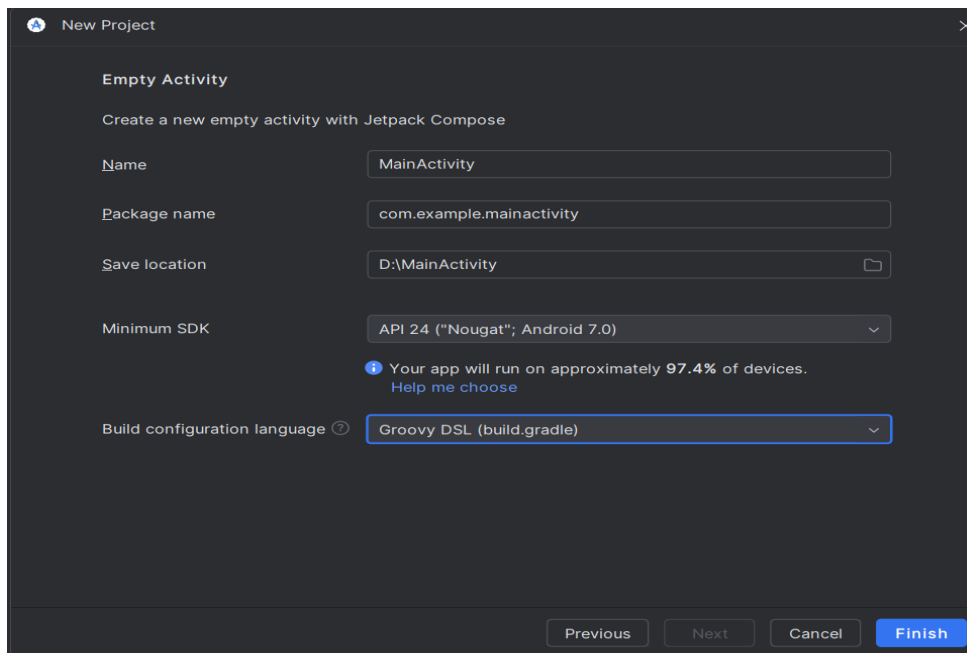 New Project
Empty Activity
Create a new empty activity with Jetpack Compose
Name MainActivity
Package name com.example.mainactivity
Save location D:\MainActivity
Minimum SDK API 24 ("Nougat"; Android 7.0)
Your app will run on approximately 97.4% of devices.
Help me choose
Build configuration language ? Groovy DSL (build.gradle)
Previous Next Cancel Finish